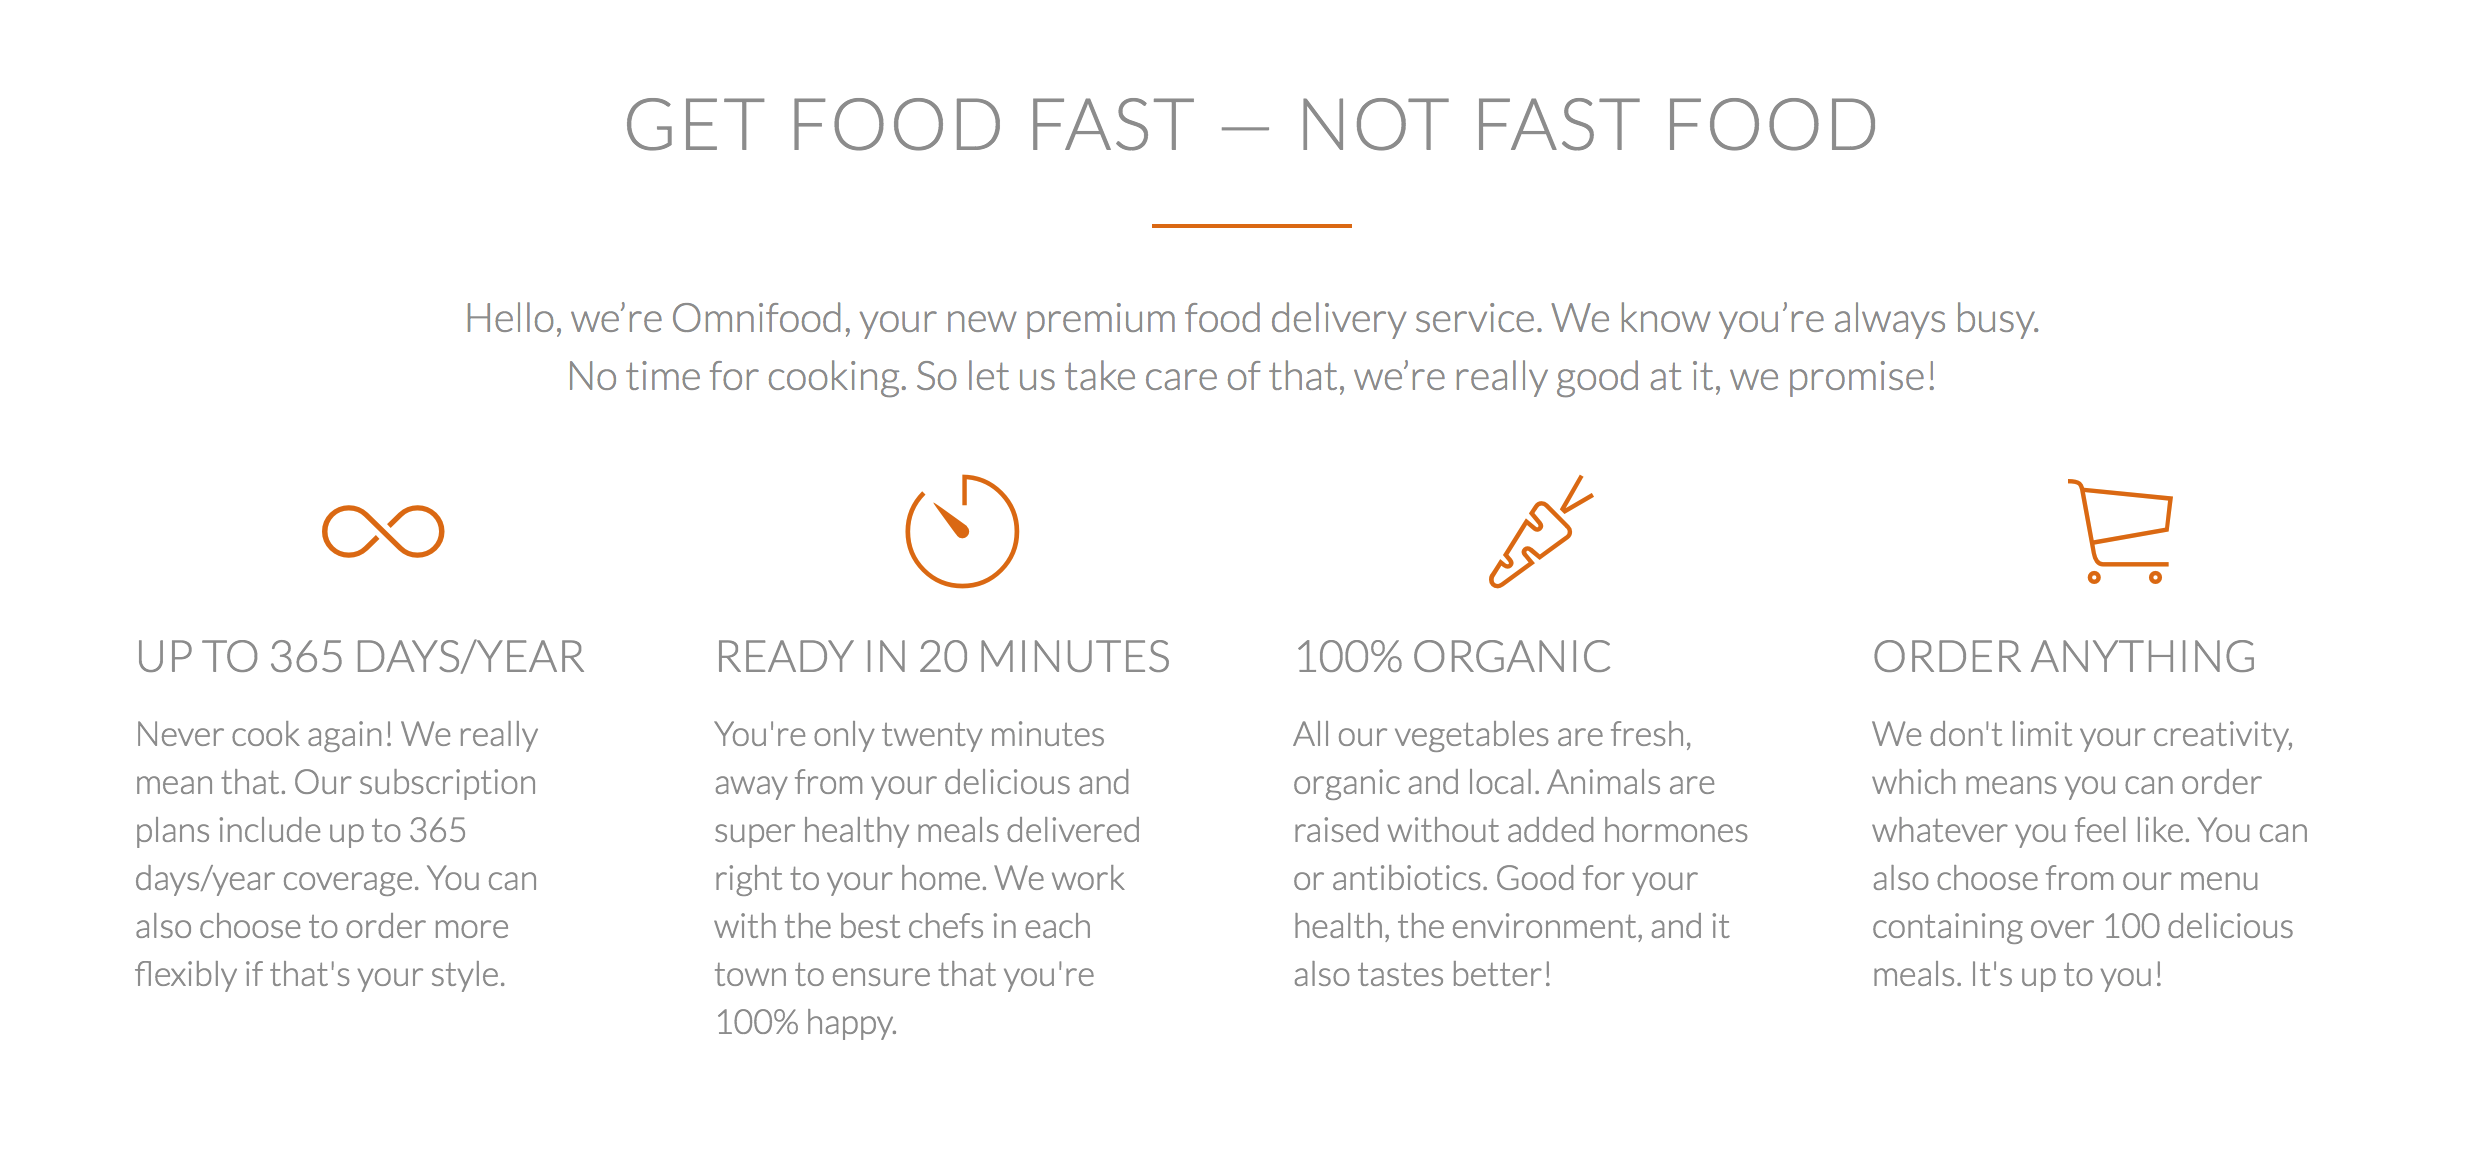 GET FOOD FAST — NOT FAST FOOD
Hello, we’re Omnifood, your new premium food delivery service. We know you’re always busy.
No time for cooking. So let us take care of that, we’re really good at it, we promise!
UP TO 365 DAYS/YEAR
Never cook again! We really
mean that. Our subscription
plans include up to 365
days/year coverage. You can
also choose to order more
flexibly if that's your style.
READY IN 20 MINUTES
You're only twenty minutes
away from your delicious and
super healthy meals delivered
right to your home. We work
with the best chefs in each
town to ensure that you're
100% happy.
100% ORGANIC
All our vegetables are fresh,
organic and local. Animals are
raised without added hormones
or antibiotics. Good for your
health, the environment, and it
also tastes better!
ORDER ANYTHING
We don't limit your creativity,
which means you can order
whatever you feel like. You can
also choose from our menu
containing over 100 delicious
meals. It's up to you!